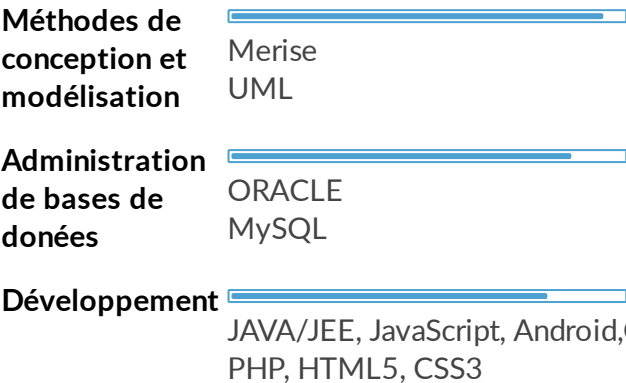 Méthodes de
conception et
modélisation
Merise
UML
Administration
de bases de
donées
ORACLE
MySQL
Développement
JAVA/JEE, JavaScript, Android,
PHP, HTML5, CSS3